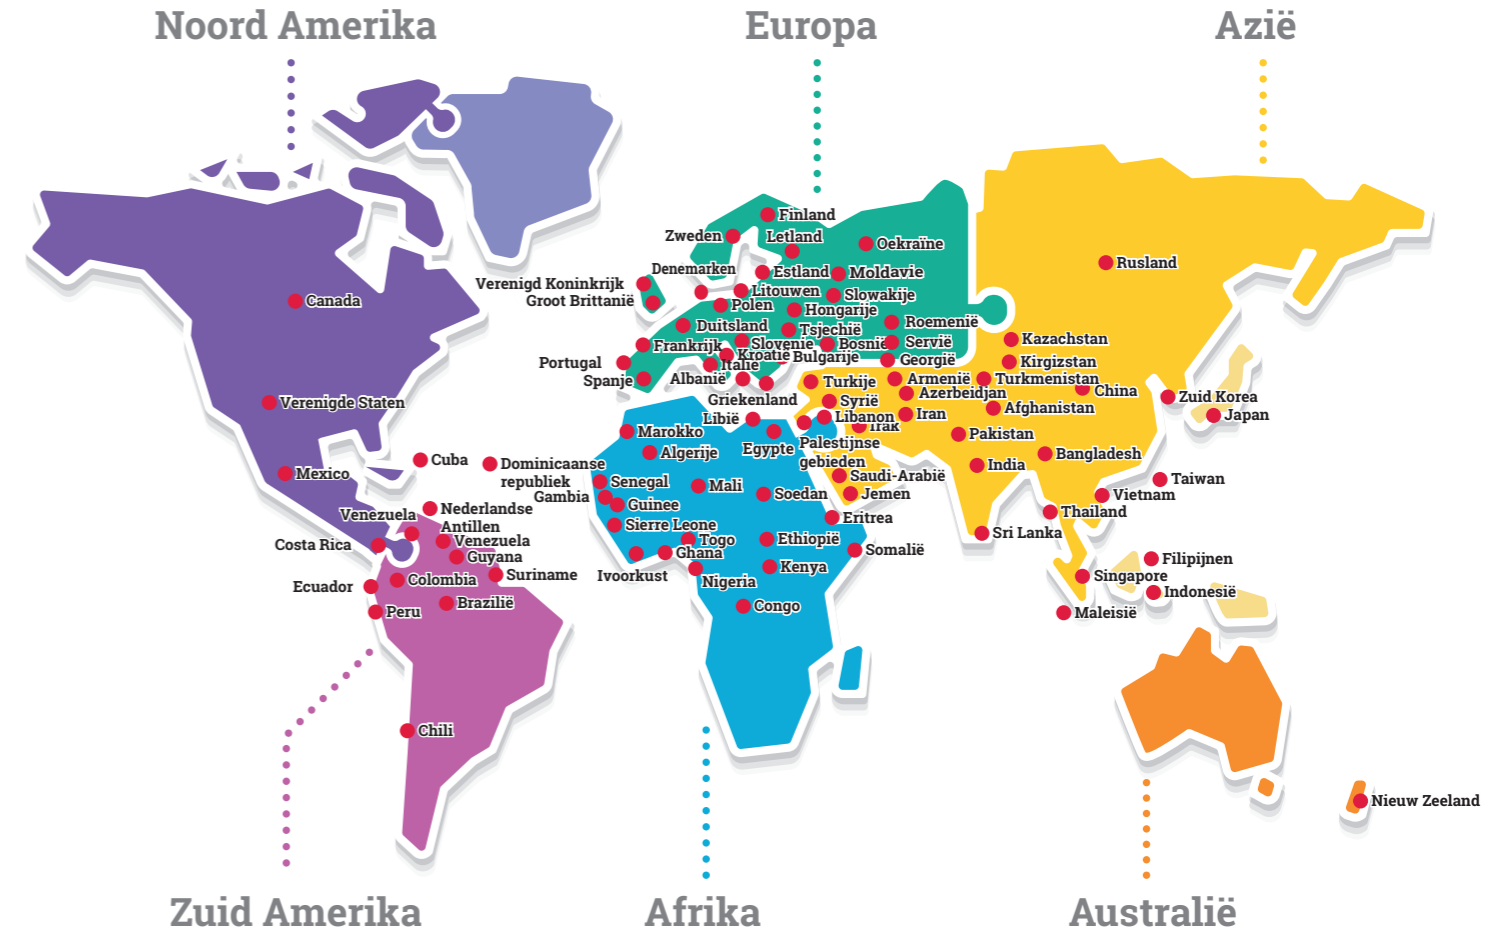 Noord Amerika
Europa
Azië
Finland
Zweden
Letland
Oekraïne
Rusland
Denemarken
Estland
Moldavie
Verenigd Koninkrijk
Litouwen
Slowakije
Groot Brittanië
Polen
Hongarije
Canada
Duitsland
Tsjechië
Roemenië
Frankrijk
Slovenie
Bosnië
Servië
Kazachstan
Kroatië
Bulgarije
Georgië
Kirgizstan
Portugal
Italië
Spanje
Albanië
Turkije
Armenië
Turkmenistan
China
Griekenland
Azerbeidjan
Zuid Korea
Verenigde Staten
Syrië
Afghanistan
Japan
Libië
Libanon
Iran
Irak
Marokko
Egypte
Palestijnse
gebieden
Pakistan
Algerije
Bangladesh
Cuba
Dominicaanse
republiek
India
Mexico
Senegal
Mali
Saudi-Arabië
Taiwan
Gambia
Soedan
Jemen
Vietnam
Guinee
Nederlandse
Antillen
Venezuela
Eritrea
Thailand
Sierre Leone
Sri Lanka
Venezuela
Togo
Ethiopië
Costa Rica
Ghana
Somalië
Guyana
Filipijnen
Ivoorkust
Kenya
Suriname
Nigeria
Singapore
Colombia
Ecuador
Indonesië
Brazilië
Congo
Peru
Maleisië
Chili
Nieuw Zeeland
Zuid Amerika
Afrika
Australië